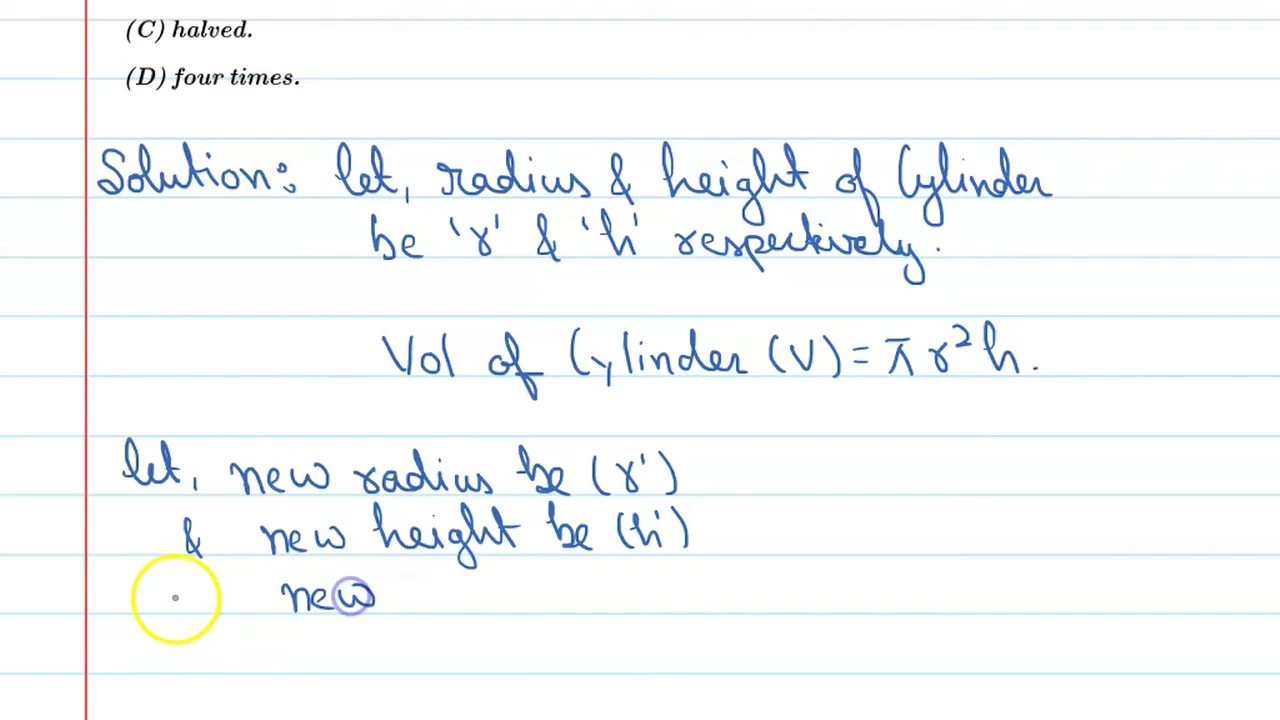 (C) halved.
(D) four times.
Solution: let, radius & height of Cylinder
be 'r' & 'h' respectively.
Vol of Cylinder (V) = πr²h.
let, new radius be (r')
& new height be (h')
new